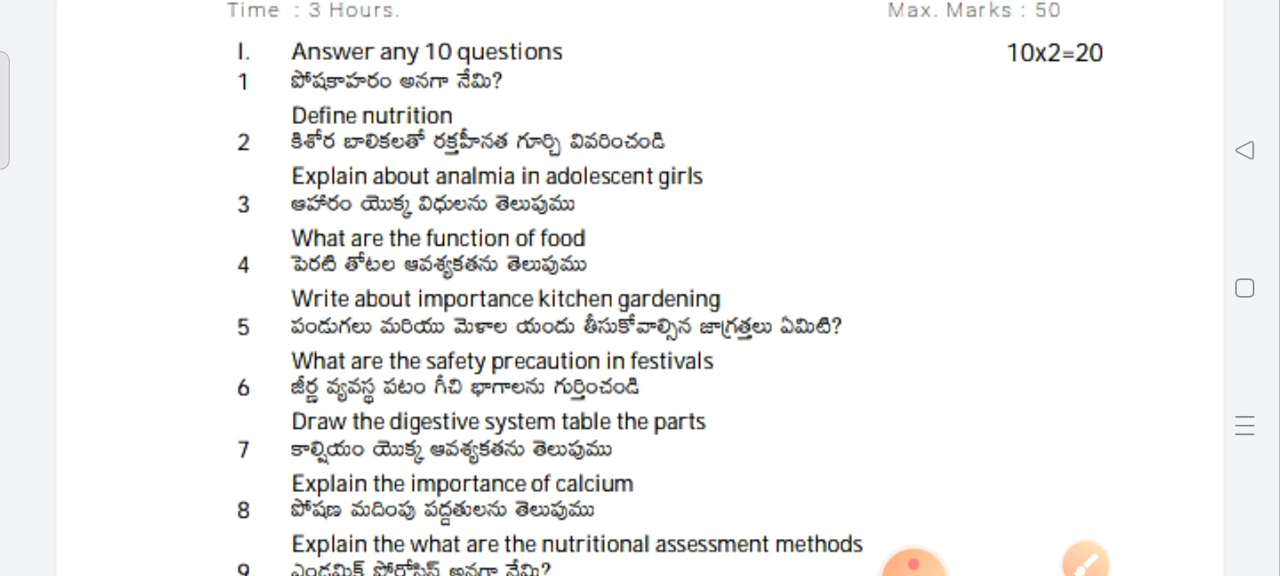 Time : 3 Hours. Max. Marks : 50
I. Answer any 10 questions 10x2=20
1 పోషకాహారం అనగా నేమి?
Define nutrition
2 కిశోర బాలికలతో రక్తహీనత గూర్చి వివరించండి
Explain about analmia in adolescent girls
3 ఆహారం యొక్క విధులను తెలుపుము
What are the function of food
4 పెరటి తోటల ఆవశ్యకతను తెలుపుము
Write about importance kitchen gardening
5 పండుగలు మరియు మెళాల యందు తీసుకోవాల్సిన జాగ్రత్తలు ఏమిటి?
What are the safety precaution in festivals
6 జీర్ణ వ్యవస్థ పటం గీచి భాగాలను గుర్తించండి
Draw the digestive system table the parts
7 కాల్షియం యొక్క ఆవశ్యకతను తెలుపుము
Explain the importance of calcium
8 పోషణ మదింపు పద్దతులను తెలుపుము
Explain the what are the nutritional assessment methods
9 ఎండమిక్ ఫ్లోరోసిస్ అనగా నేమి?